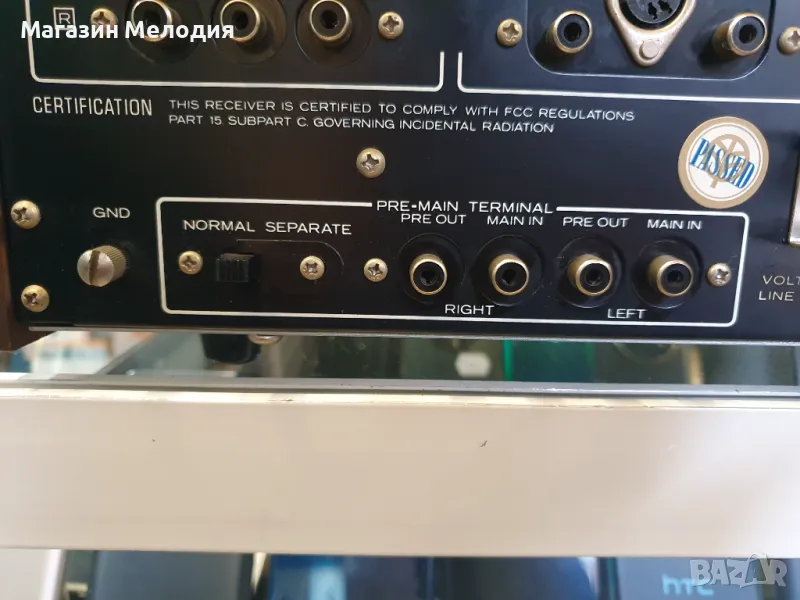 Магазин Мелодия
R
CERTIFICATION
THIS RECEIVER IS CERTIFIED TO COMPLY WITH FCC REGULATIONS
PART 15 SUBPART C. GOVERNING INCIDENTAL RADIATION
PASSED
GND
PRE-MAIN TERMINAL
NORMAL SEPARATE
PRE OUT MAIN IN PRE OUT MAIN IN
RIGHT LEFT
LINE
BAZAR
htc